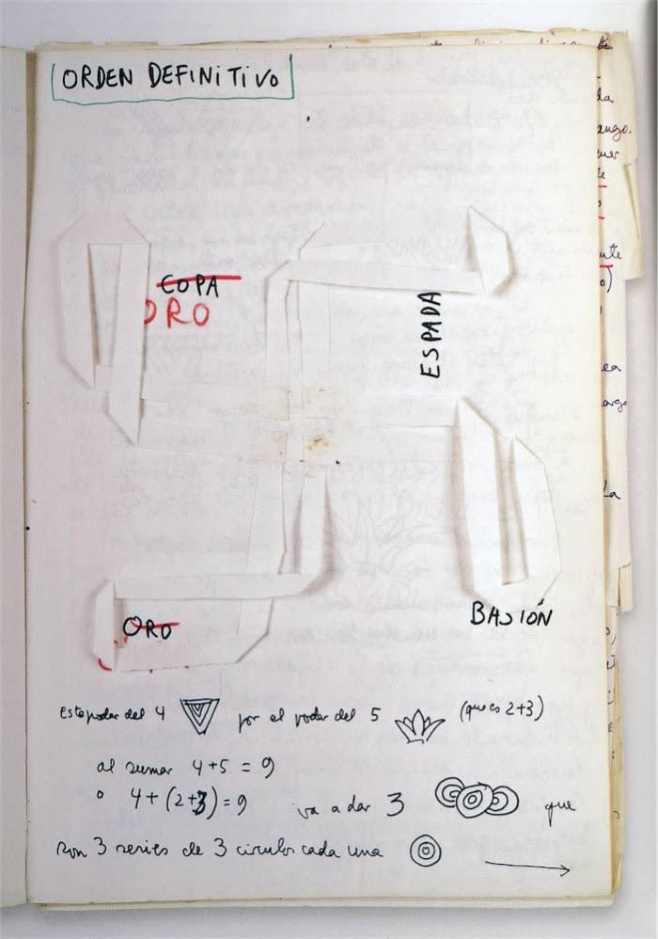 ORDEN DEFINITIVO
COPA
ORO
ESPADA
ORO
BASIÓN
Este poder del 4 por el poder del 5 (que es 2+3)
al sumar 4+5 = 9
o 4+(2+3)=9 va a dar 3 que
son 3 series de 3 circulos cada una